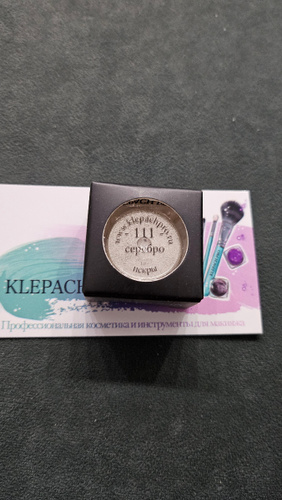 www.klepachpro.ru
111
серебро
искры
KLEPACH
Профессиональная косметика и инструменты для макияжа